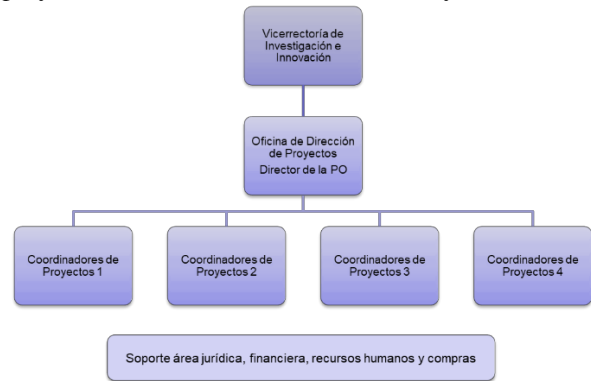 Vicerrectoría de
Investigación e
Innovación
Oficina de Dirección
de Proyectos
Director de la PO
Coordinadores de
Proyectos 1
Coordinadores de
Proyectos 2
Coordinadores de
Proyectos 3
Coordinadores de
Proyectos 4
Soporte área jurídica, financiera, recursos humanos y compras